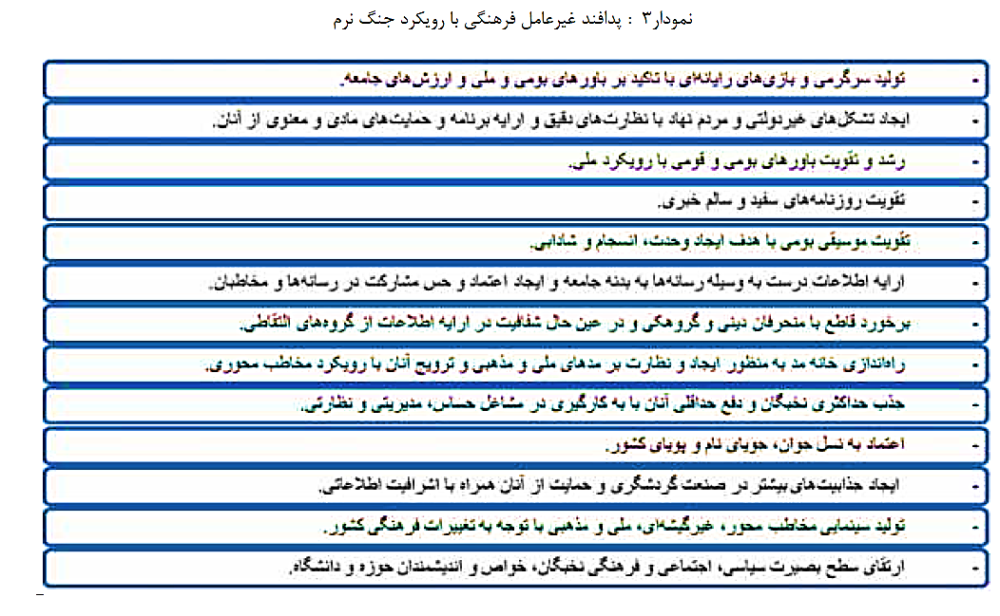 نمودار۳ : پدافند غیرعامل فرهنگی با رویکرد جنگ نرم
- تولید سرگرمی و بازی‌های رایانه‌ای با تاکید بر باورهای بومی و ملی و ارزش‌های جامعه.
- ایجاد تشکل‌های غیردولتی و مردم نهاد با نظارت‌های دقیق و ارایه برنامه و حمایت‌های مادی و معنوی از آنان.
- رشد و تقویت باورهای بومی و قومی با رویکرد ملی.
- تقویت روزنامه‌های سفید و سالم خبری.
- تقویت موسیقی بومی با هدف ایجاد وحدت، انسجام و شادابی.
- ارایه اطلاعات درست به وسیله رسانه‌ها به بدنه جامعه و ایجاد اعتماد و حس مشارکت در رسانه‌ها و مخاطبان.
- برخورد قاطع با منحرفان دینی و گروهکی و در عین حال شفافیت در ارایه اطلاعات از گروه‌های التقاطی.
- راه‌اندازی خانه مد به منظور ایجاد و نظارت بر مدهای ملی و مذهبی و ترویج آنان با رویکرد مخاطب محوری.
- جذب حداکثری نخبگان و دفع حداقلی آنان با به کارگیری در مشاغل حساس، مدیریتی و نظارتی.
- اعتماد به نسل جوان، جویای نام و پویای کشور.
- ایجاد جذابیت‌های بیشتر در صنعت گردشگری و حمایت از آنان همراه با اشرافیت اطلاعاتی.
- تولید سینمایی مخاطب محور، غیرگیشه‌ای، ملی و مذهبی با توجه به تغییرات فرهنگی کشور.
- ارتقای سطح بصیرت سیاسی، اجتماعی و فرهنگی نخبگان، خواص و اندیشمندان حوزه و دانشگاه.